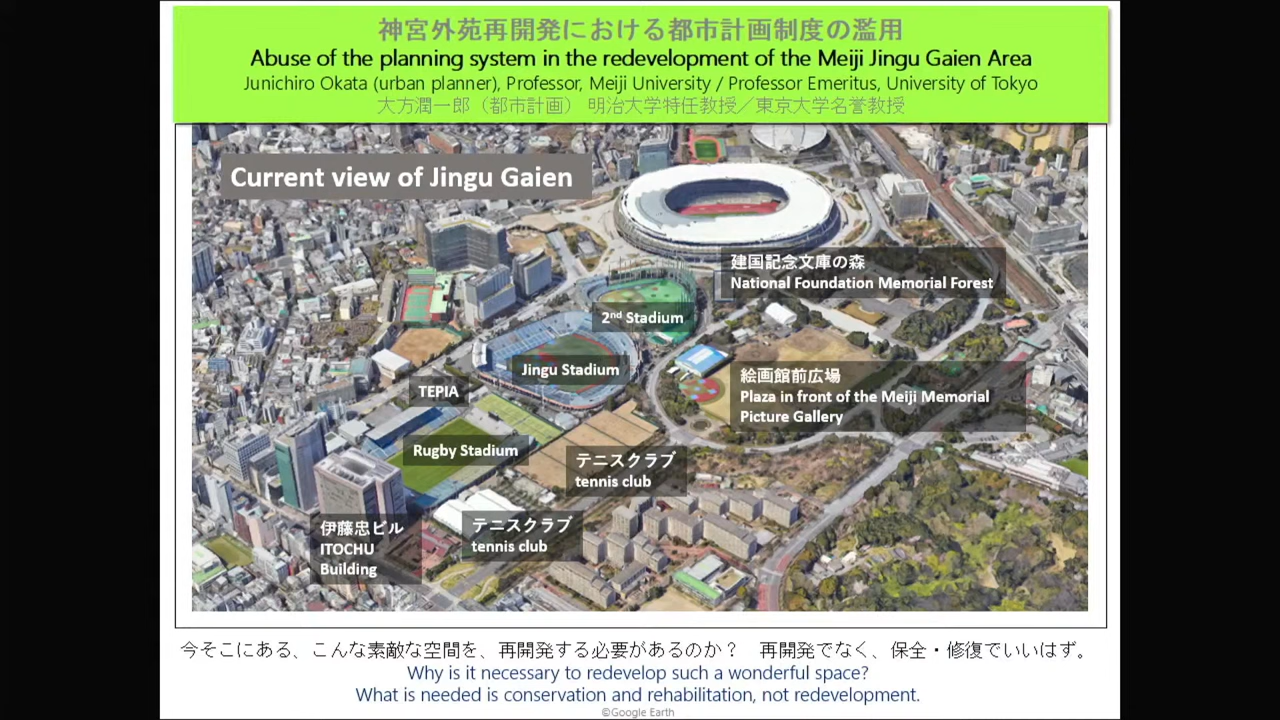 神宮外苑再開発における都市計画制度の濫用
Abuse of the planning system in the redevelopment of the Meiji Jingu Gaien Area
Junichiro Okata (urban planner), Professor, Meiji University / Professor Emeritus, University of Tokyo
大方潤一郎（都市計画） 明治大学特任教授／東京大学名誉教授
Current view of Jingu Gaien
建国記念文庫の森
National Foundation Memorial Forest
2nd Stadium
Jingu Stadium
絵画館前広場
Plaza in front of the Meiji Memorial
Picture Gallery
TEPIA
Rugby Stadium
テニスクラブ
tennis club
伊藤忠ビル
ITOCHU
Building
テニスクラブ
tennis club
今そこにある、こんな素敵な空間を、再開発する必要があるのか？ 再開発でなく、保全・修復でいいはず。
Why is it necessary to redevelop such a wonderful space?
What is needed is conservation and rehabilitation, not redevelopment.
©Google Earth